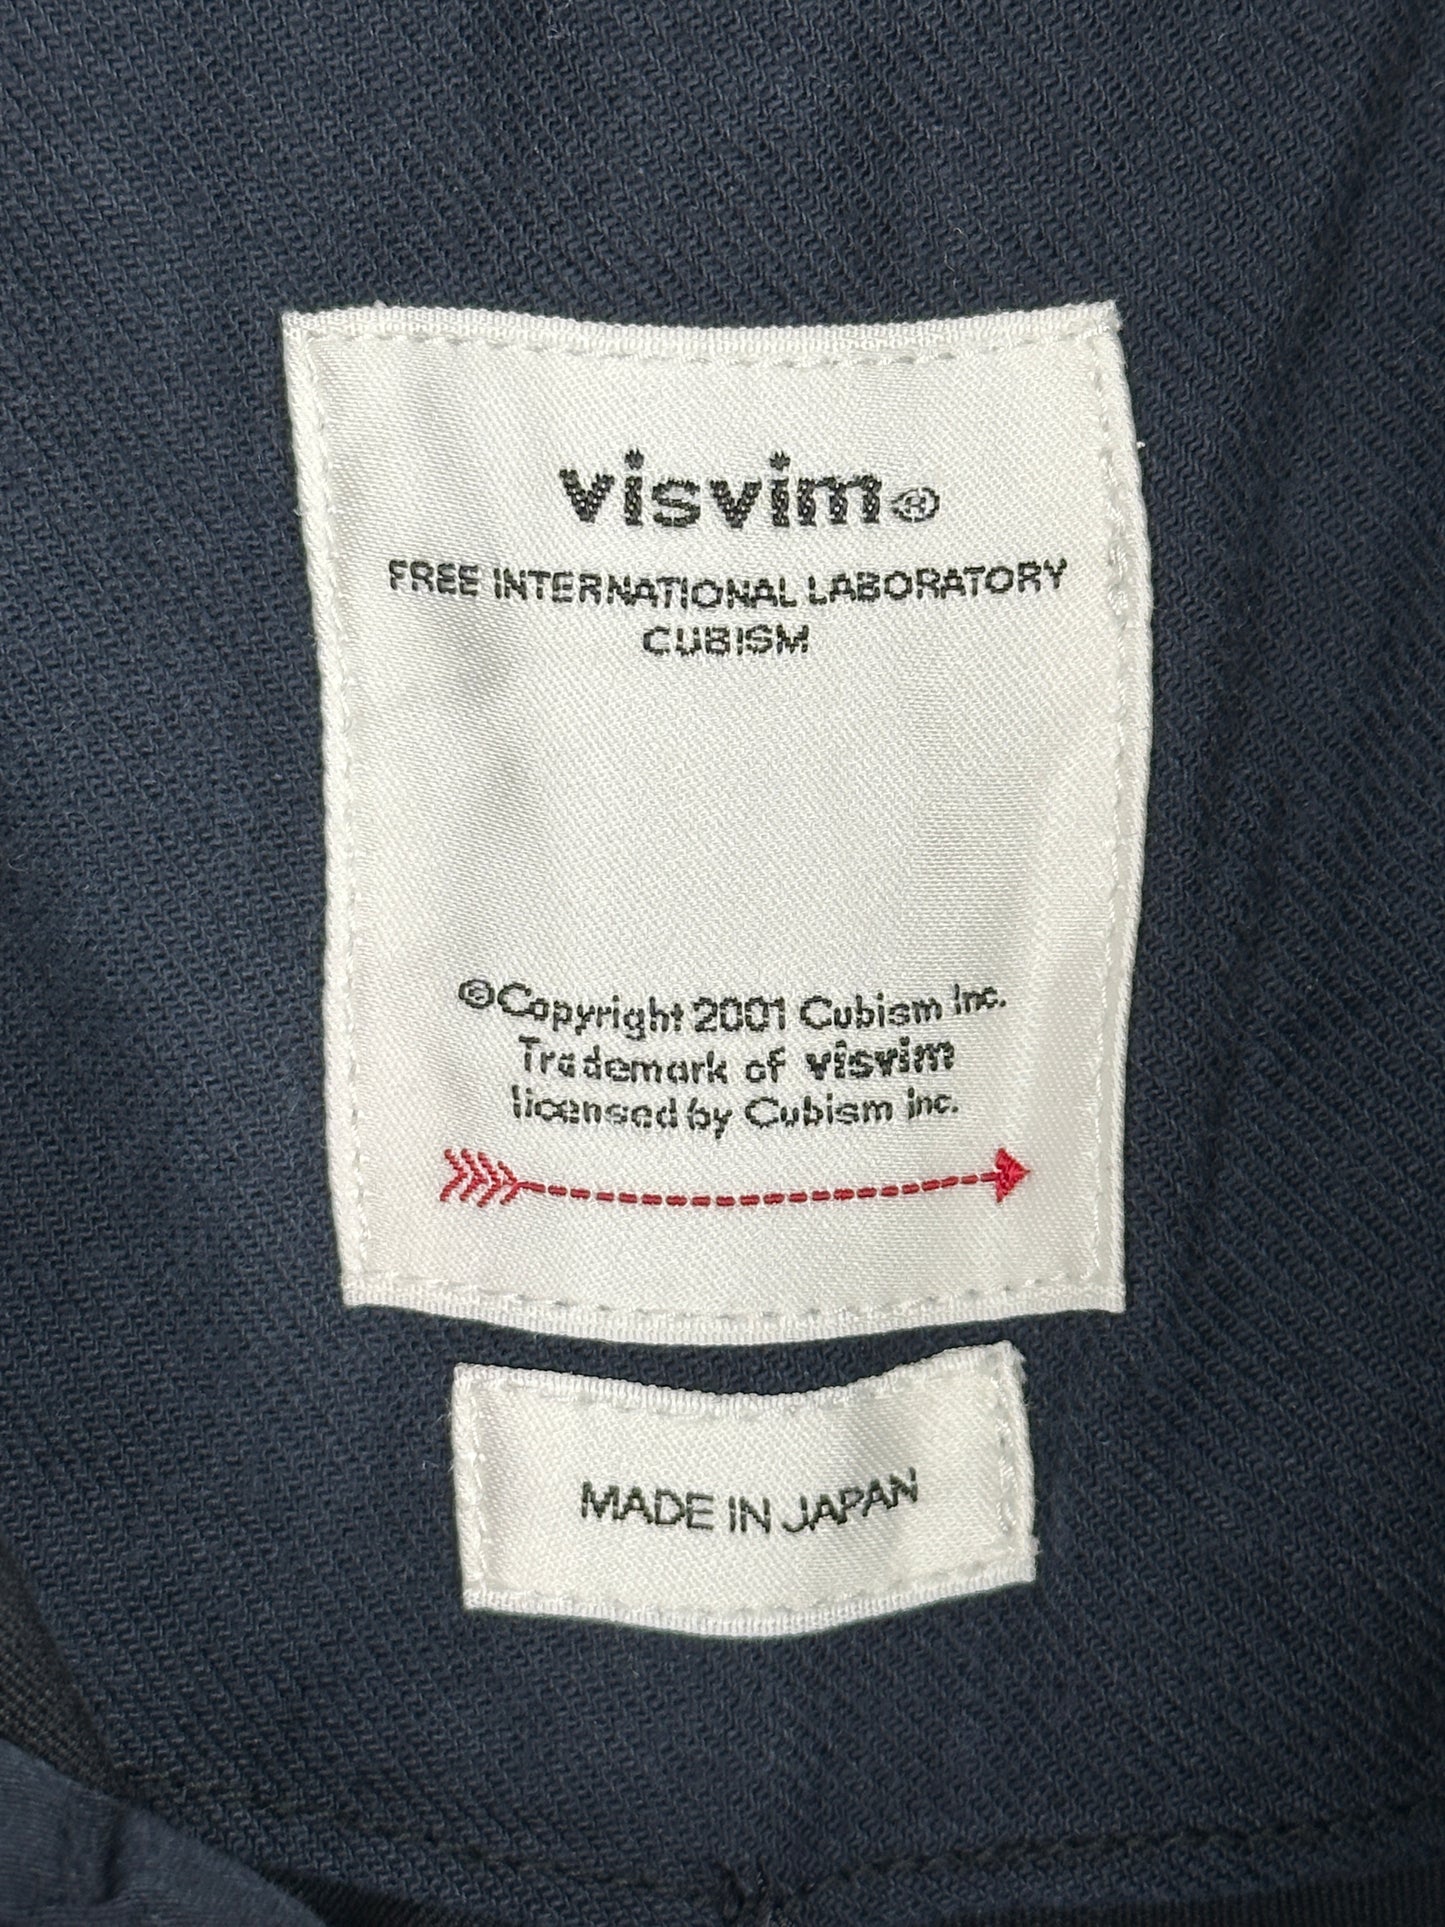 visvim®
FREE INTERNATIONAL LABORATORY
CUBISM
©Copyright 2001 Cubism Inc.
Trademark of visvim
licensed by Cubism Inc.
MADE IN JAPAN